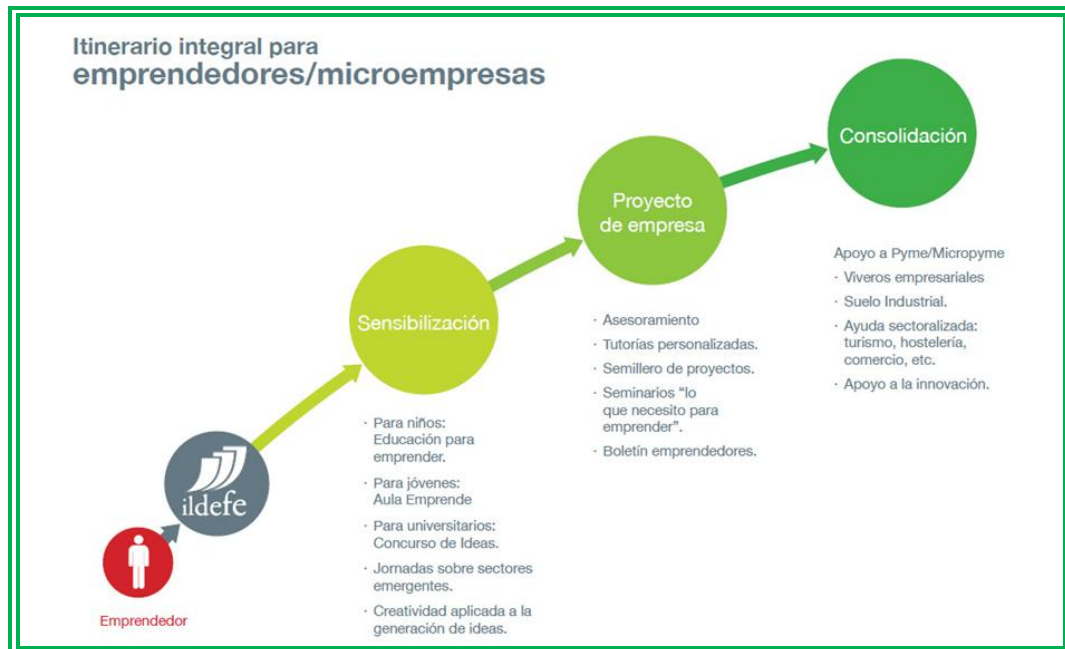 Itinerario integral para
emprendedores/microempresas
Consolidación
Proyecto
de empresa
Sensibilización
ildefe
Emprendedor
· Para niños:
Educación para
emprender.
· Para jóvenes:
Aula Emprende
· Para universitarios:
Concurso de Ideas.
· Jornadas sobre sectores
emergentes.
· Creatividad aplicada a la
generación de ideas.
· Asesoramiento
· Tutorías personalizadas.
· Semillero de proyectos.
· Seminarios “lo
que necesito para
emprender”.
· Boletín emprendedores.
Apoyo a Pyme/Micropyme
· Viveros empresariales
· Suelo Industrial.
· Ayuda sectoralizada:
turismo, hostelería,
comercio, etc.
· Apoyo a la innovación.